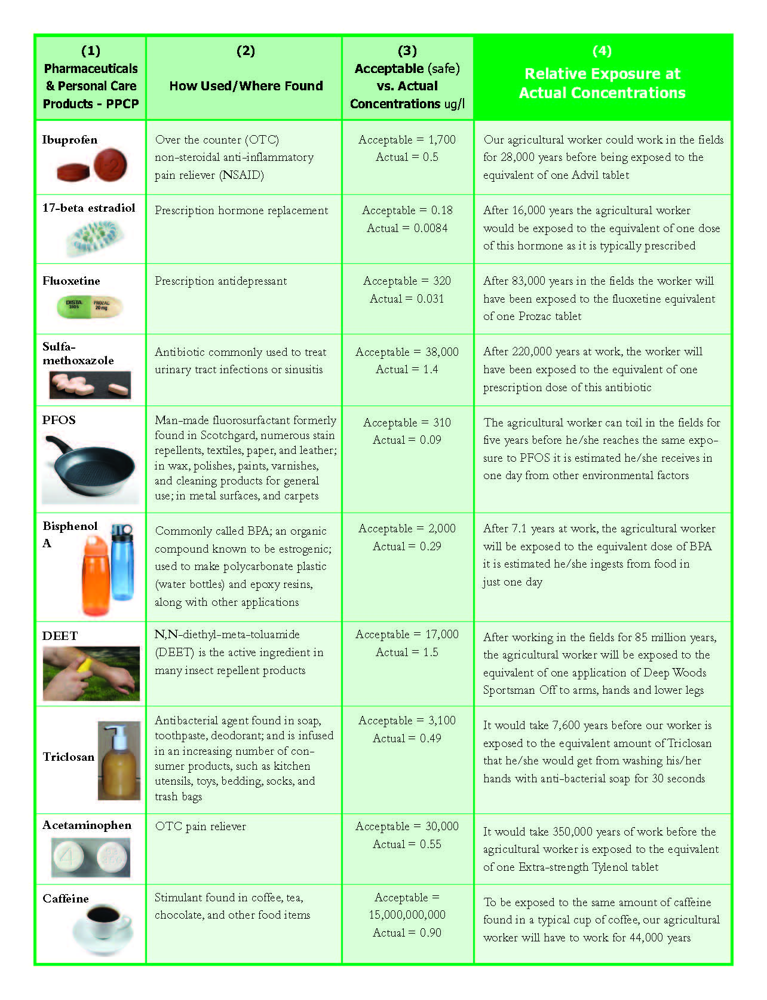 (1)
Pharmaceuticals
& Personal Care
Products - PPCP
(2)
How Used/Where Found
(3)
Acceptable (safe)
vs. Actual
Concentrations ug/l
(4)
Relative Exposure at
Actual Concentrations
Ibuprofen
Over the counter (OTC)
non-steroidal anti-inflammatory
pain reliever (NSAID)
Acceptable = 1,700
Actual = 0.5
Our agricultural worker could work in the fields
for 28,000 years before being exposed to the
equivalent of one Advil tablet
17-beta estradiol
Prescription hormone replacement
Acceptable = 0.18
Actual = 0.0084
After 16,000 years the agricultural worker
would be exposed to the equivalent of one dose
of this hormone as it is typically prescribed
Fluoxetine
DISTA
3105
PROZAC
20 mg
Prescription antidepressant
Acceptable = 320
Actual = 0.031
After 83,000 years in the fields the worker will
have been exposed to the fluoxetine equivalent
of one Prozac tablet
Sulfa-
methoxazole
Antibiotic commonly used to treat
urinary tract infections or sinusitis
Acceptable = 38,000
Actual = 1.4
After 220,000 years at work, the worker will
have been exposed to the equivalent of one
prescription dose of this antibiotic
PFOS
Man-made fluorosurfactant formerly
found in Scotchgard, numerous stain
repellents, textiles, paper, and leather;
in wax, polishes, paints, varnishes,
and cleaning products for general
use; in metal surfaces, and carpets
Acceptable = 310
Actual = 0.09
The agricultural worker can toil in the fields for
five years before he/she reaches the same expo-
sure to PFOS it is estimated he/she receives in
one day from other environmental factors
Bisphenol
A
Commonly called BPA; an organic
compound known to be estrogenic;
used to make polycarbonate plastic
(water bottles) and epoxy resins,
along with other applications
Acceptable = 2,000
Actual = 0.29
After 7.1 years at work, the agricultural worker
will be exposed to the equivalent dose of BPA
it is estimated he/she ingests from food in
just one day
DEET
N,N-diethyl-meta-toluamide
(DEET) is the active ingredient in
many insect repellent products
Acceptable = 17,000
Actual = 1.5
After working in the fields for 85 million years,
the agricultural worker will be exposed to the
equivalent of one application of Deep Woods
Sportsman Off to arms, hands and lower legs
Triclosan
Antibacterial agent found in soap,
toothpaste, deodorant; and is infused
in an increasing number of con-
sumer products, such as kitchen
utensils, toys, bedding, socks, and
trash bags
Acceptable = 3,100
Actual = 0.49
It would take 7,600 years before our worker is
exposed to the equivalent amount of Triclosan
that he/she would get from washing his/her
hands with anti-bacterial soap for 30 seconds
Acetaminophen
4
OTC pain reliever
Acceptable = 30,000
Actual = 0.55
It would take 350,000 years of work before the
agricultural worker is exposed to the equivalent
of one Extra-strength Tylenol tablet
Caffeine
Stimulant found in coffee, tea,
chocolate, and other food items
Acceptable =
15,000,000,000
Actual = 0.90
To be exposed to the same amount of caffeine
found in a typical cup of coffee, our agricultural
worker will have to work for 44,000 years